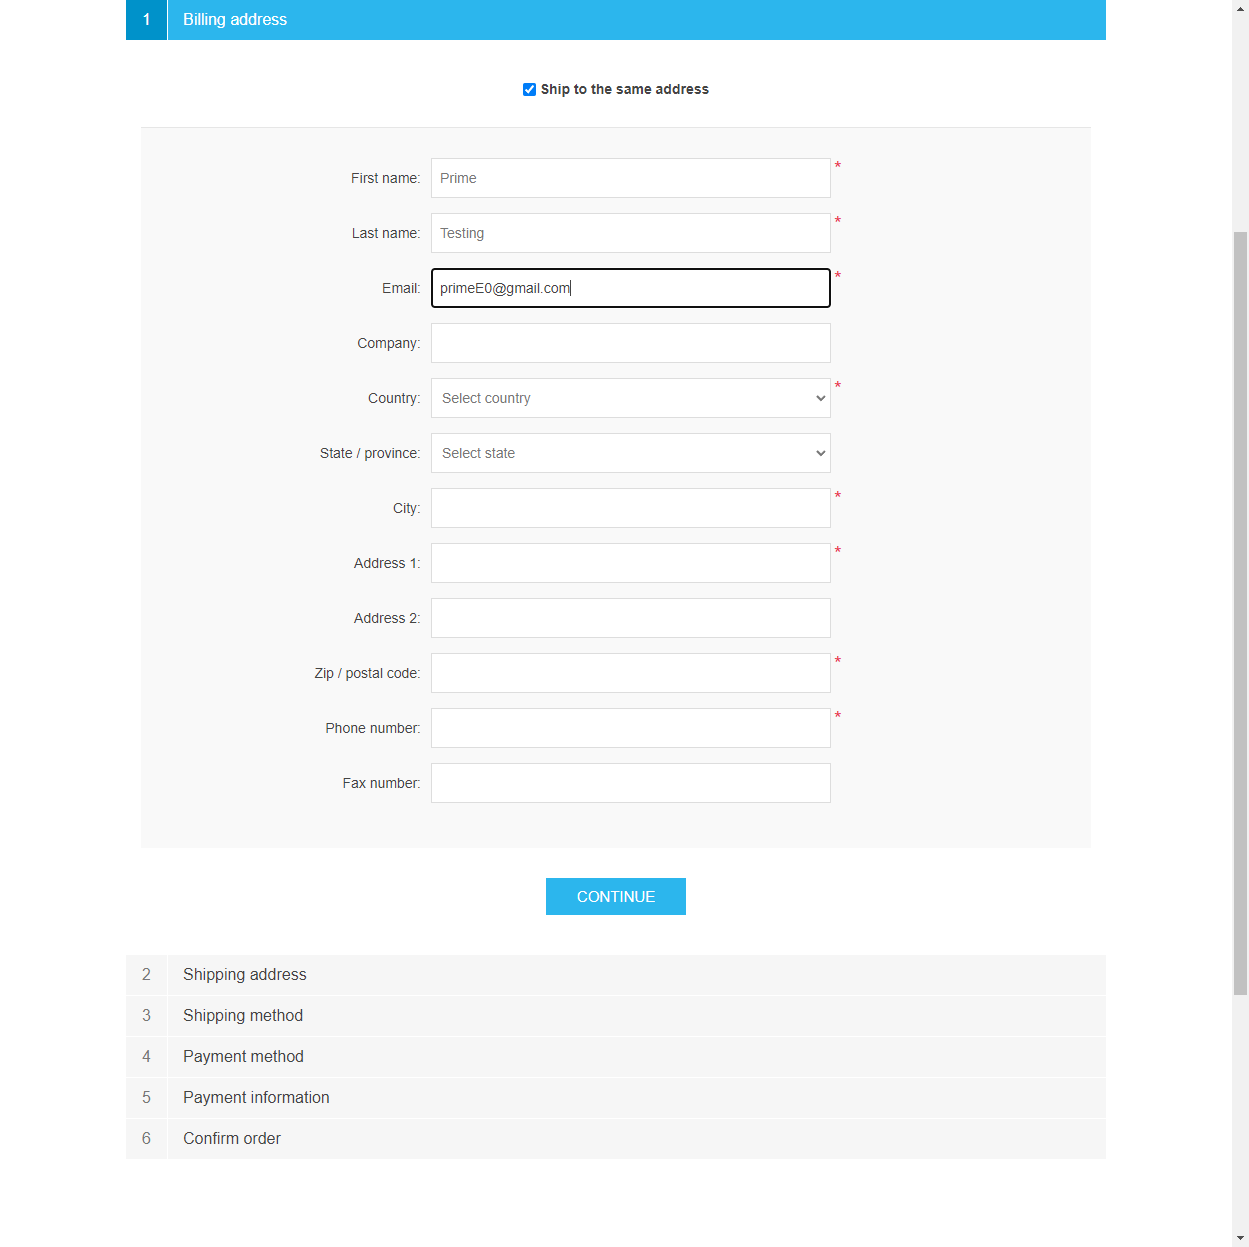 1 Billing address
Ship to the same address
First name: Prime *
Last name: Testing *
Email: primeE0@gmail.com *
Company:
Country: Select country *
State / province: Select state
City: *
Address 1: *
Address 2:
Zip / postal code: *
Phone number: *
Fax number:
CONTINUE
2 Shipping address
3 Shipping method
4 Payment method
5 Payment information
6 Confirm order